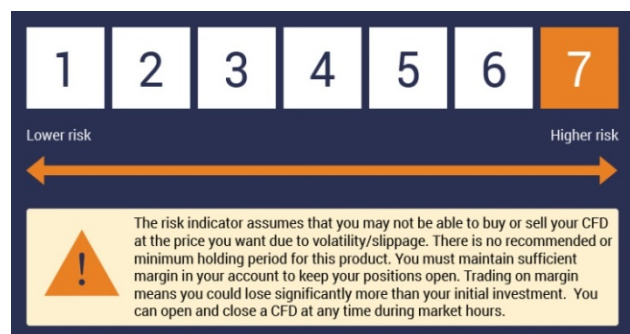 1 2 3 4 5 6 7
Lower risk Higher risk
The risk indicator assumes that you may not be able to buy or sell your CFD
at the price you want due to volatility/slippage. There is no recommended or
minimum holding period for this product. You must maintain sufficient
margin in your account to keep your positions open. Trading on margin
means you could lose significantly more than your initial investment. You
can open and close a CFD at any time during market hours.
!